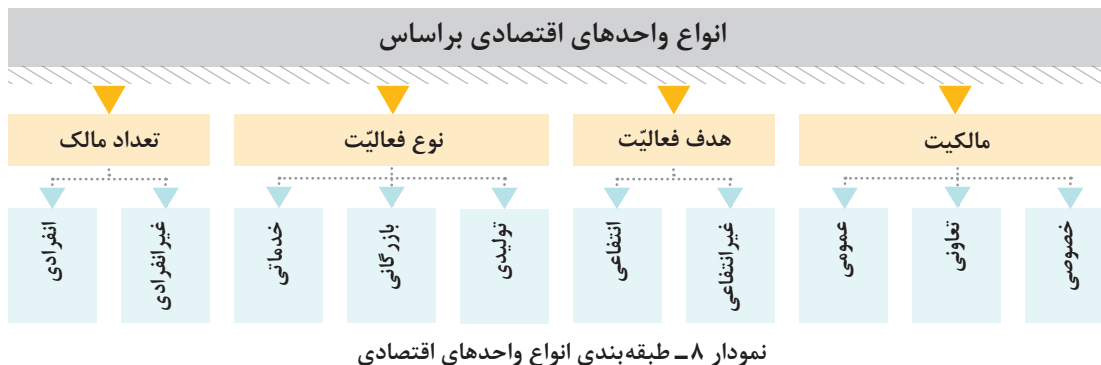 انواع واحدهای اقتصادی براساس
مالکیت
هدف فعالیّت
نوع فعالیّت
تعداد مالک
خصوصی
تعاونی
عمومی
غیرانتفاعی
انتفاعی
تولیدی
بازرگانی
خدماتی
غیرانفرادی
انفرادی
نمودار ۸ــ طبقه‌بندی انواع واحدهای اقتصادی